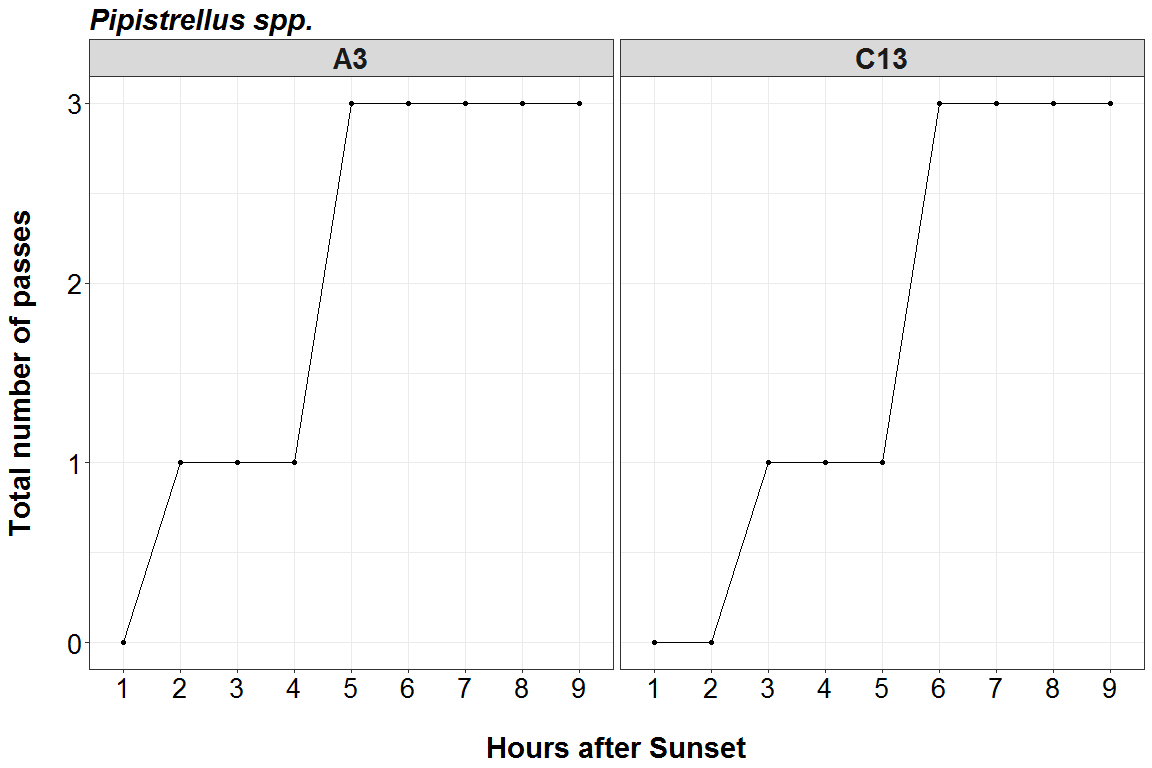 Pipistrellus spp.
A3 C13
Total number of passes
3
2
1
0
1 2 3 4 5 6 7 8 9 1 2 3 4 5 6 7 8 9
Hours after Sunset